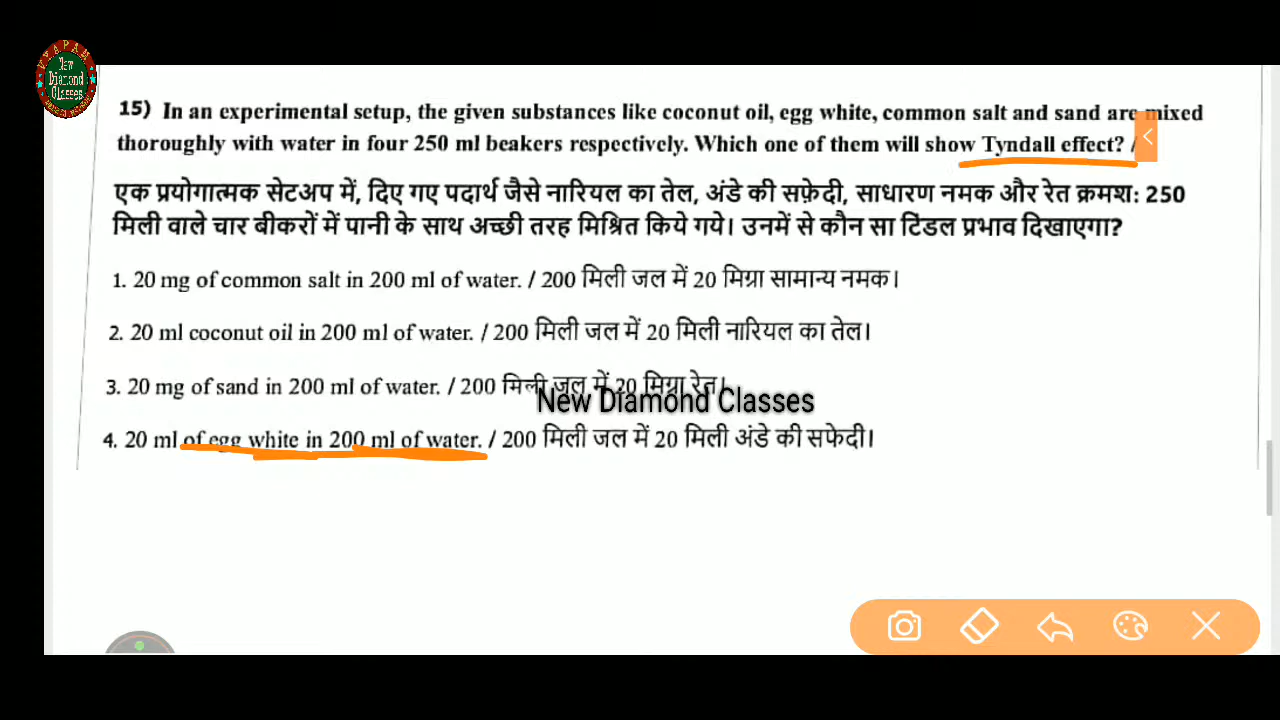 VYAPAM
New
Diamond
Classes
15) In an experimental setup, the given substances like coconut oil, egg white, common salt and sand are mixed
thoroughly with water in four 250 ml beakers respectively. Which one of them will show Tyndall effect? /
एक प्रयोगात्मक सेटअप में, दिए गए पदार्थ जैसे नारियल का तेल, अंडे की सफ़ेदी, साधारण नमक और रेत क्रमश: 250
मिली वाले चार बीकरों में पानी के साथ अच्छी तरह मिश्रित किये गये। उनमें से कौन सा टिंडल प्रभाव दिखाएगा?
1. 20 mg of common salt in 200 ml of water. / 200 मिली जल में 20 मिग्रा सामान्य नमक।
2. 20 ml coconut oil in 200 ml of water. / 200 मिली जल में 20 मिली नारियल का तेल।
3. 20 mg of sand in 200 ml of water. / 200 मिली जल में 20 मिग्रा रेत।
New Diamond Classes
4. 20 ml of egg white in 200 ml of water. / 200 मिली जल में 20 मिली अंडे की सफेदी।